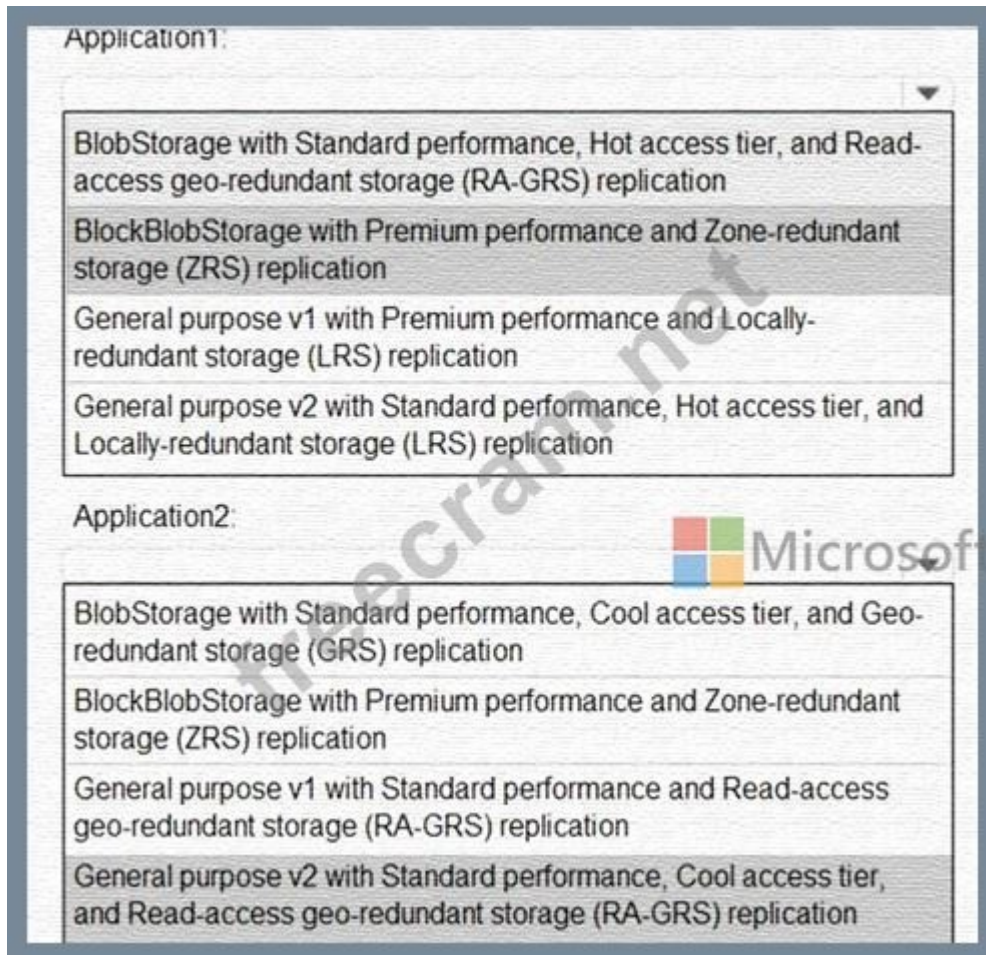 Application1:
BlobStorage with Standard performance, Hot access tier, and Read-
access geo-redundant storage (RA-GRS) replication
BlockBlobStorage with Premium performance and Zone-redundant
storage (ZRS) replication
General purpose v1 with Premium performance and Locally-
redundant storage (LRS) replication
General purpose v2 with Standard performance, Hot access tier, and
Locally-redundant storage (LRS) replication
Application2:
Microsoft
BlobStorage with Standard performance, Cool access tier, and Geo-
redundant storage (GRS) replication
BlockBlobStorage with Premium performance and Zone-redundant
storage (ZRS) replication
General purpose v1 with Standard performance and Read-access
geo-redundant storage (RA-GRS) replication
General purpose v2 with Standard performance, Cool access tier,
and Read-access geo-redundant storage (RA-GRS) replication
freecram.net